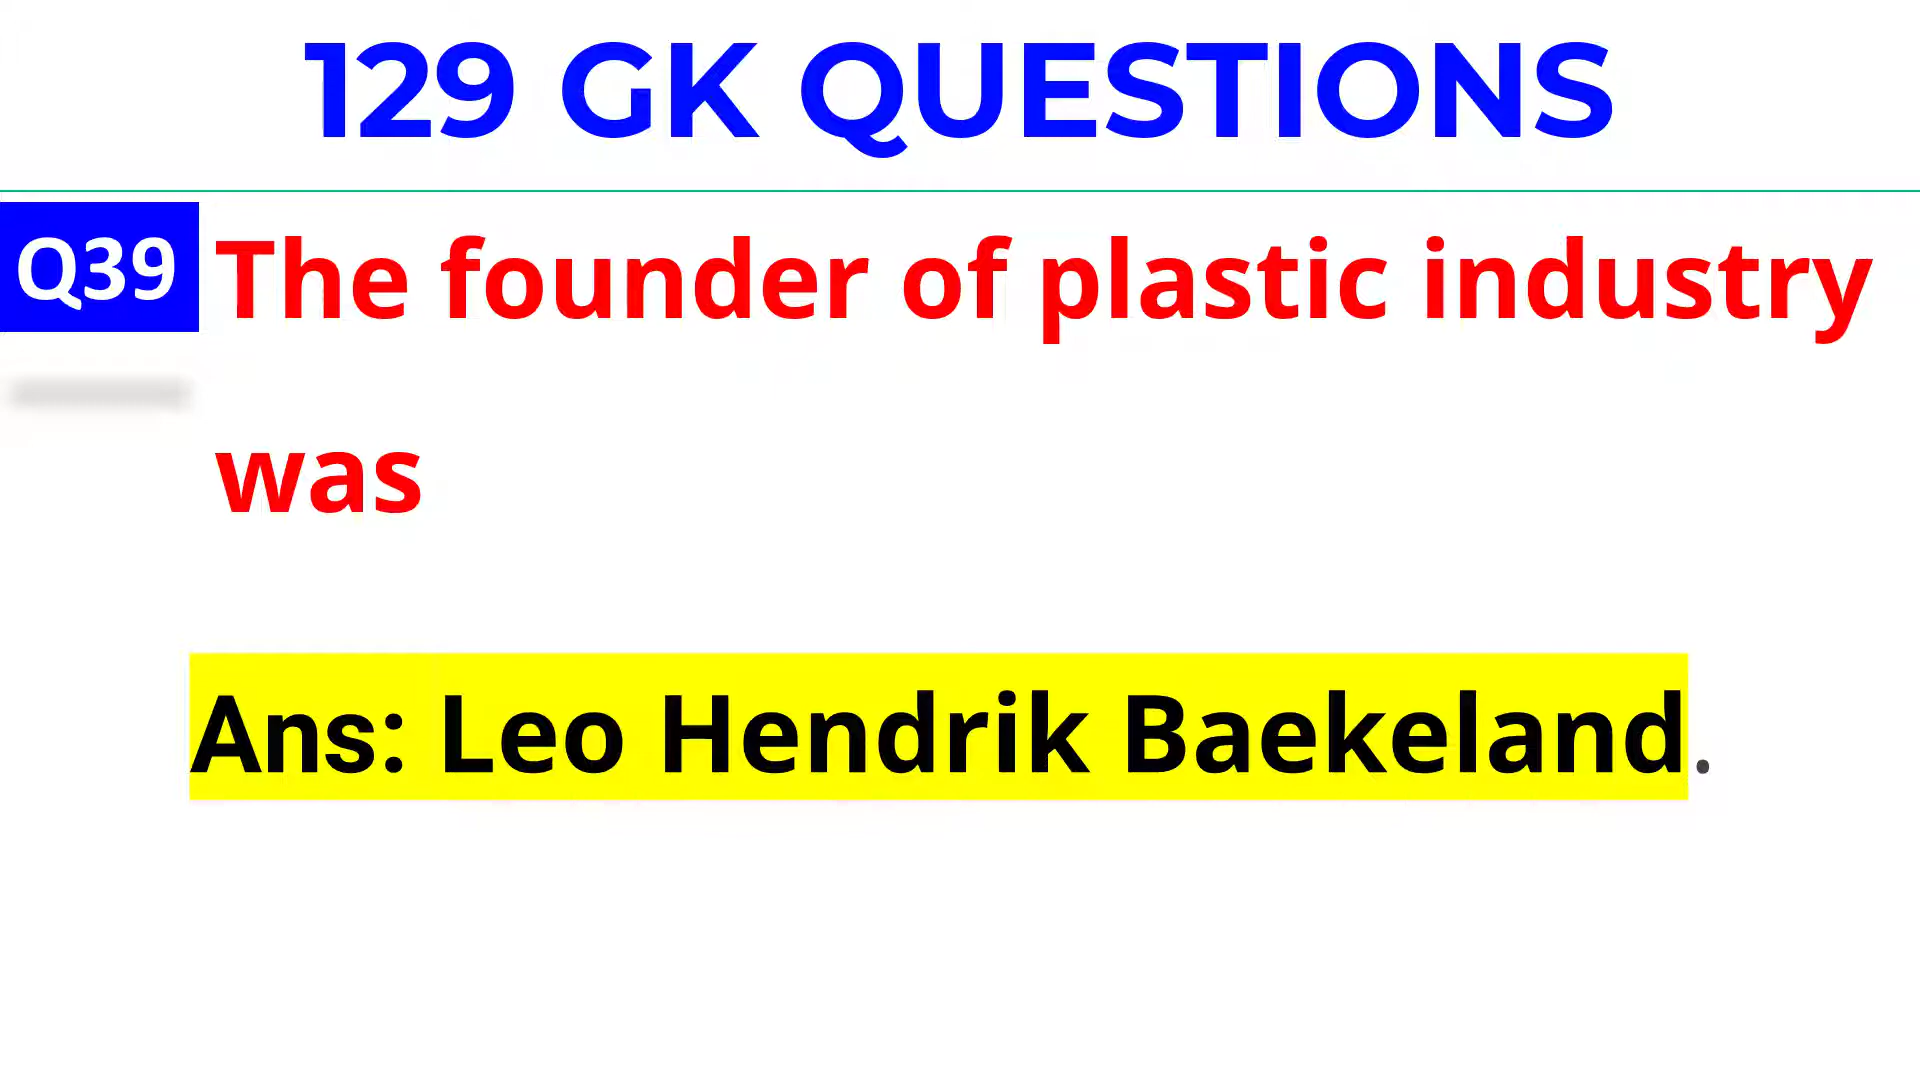 129 GK QUESTIONS
Q39 The founder of plastic industry
was
Ans: Leo Hendrik Baekeland.